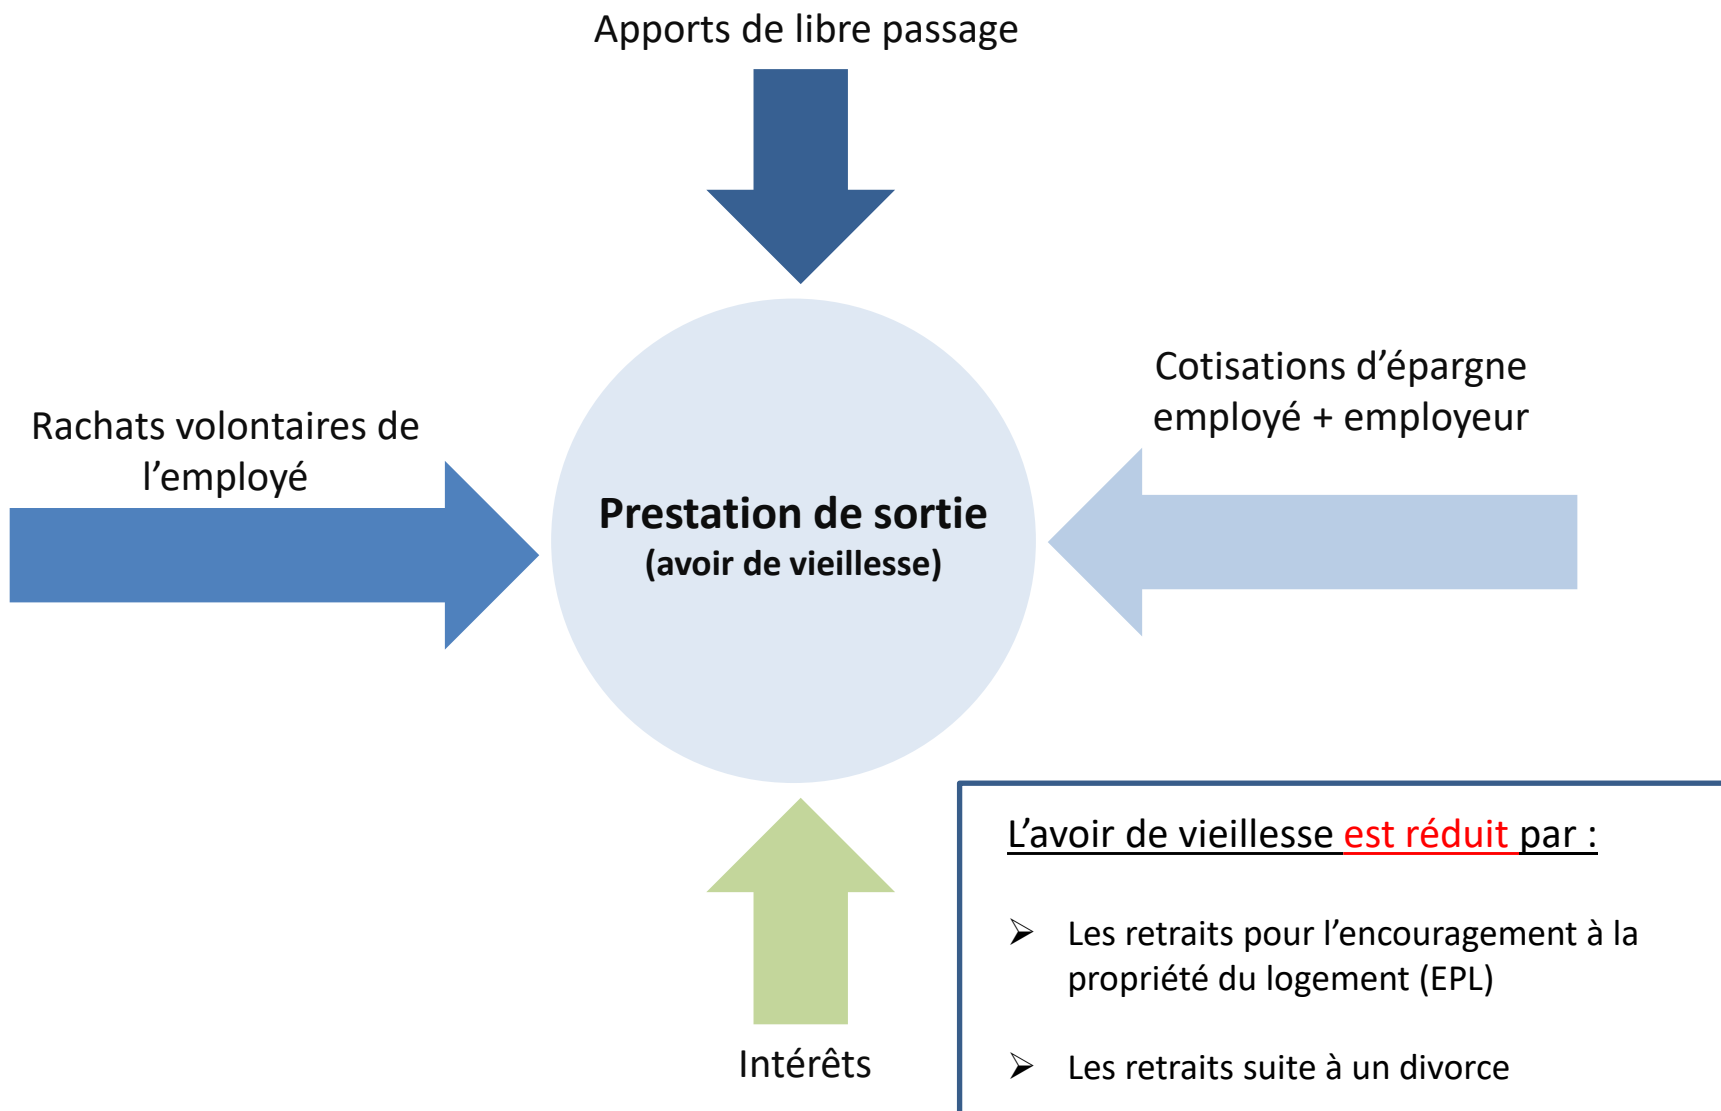 Apports de libre passage
Rachats volontaires de
l’employé
Cotisations d’épargne
employé + employeur
Prestation de sortie
(avoir de vieillesse)
Intérêts
L’avoir de vieillesse est réduit par :
➢ Les retraits pour l’encouragement à la
propriété du logement (EPL)
➢ Les retraits suite à un divorce